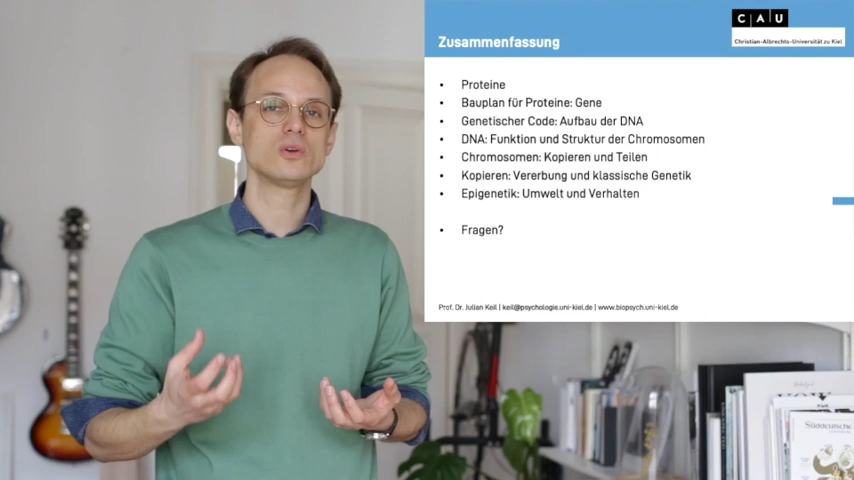 CAU
Christian-Albrechts-Universität zu Kiel
Zusammenfassung
• Proteine
• Bauplan für Proteine: Gene
• Genetischer Code: Aufbau der DNA
• DNA: Funktion und Struktur der Chromosomen
• Chromosomen: Kopieren und Teilen
• Kopieren: Vererbung und klassische Genetik
• Epigenetik: Umwelt und Verhalten
• Fragen?
Prof. Dr. Julian Keil | keil@psychologie.uni-kiel.de | www.biopsych.uni-kiel.de
Süddeutsche